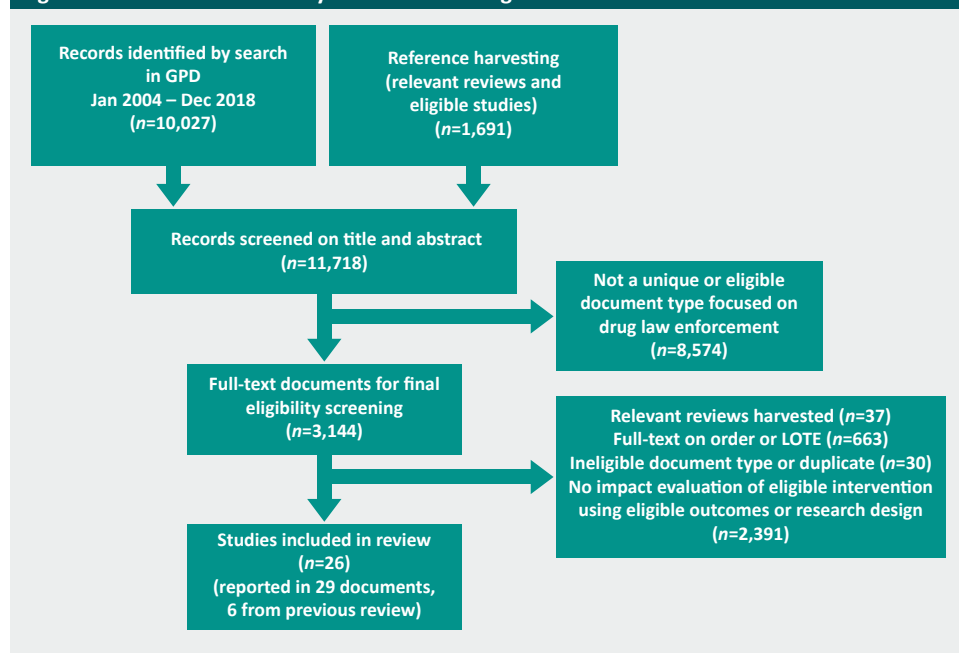 Records identified by search
in GPD
Jan 2004 – Dec 2018
(n=10,027)
Reference harvesting
(relevant reviews and
eligible studies)
(n=1,691)
Records screened on title and abstract
(n=11,718)
Not a unique or eligible
document type focused on
drug law enforcement
(n=8,574)
Full-text documents for final
eligibility screening
(n=3,144)
Relevant reviews harvested (n=37)
Full-text on order or LOTE (n=663)
Ineligible document type or duplicate (n=30)
No impact evaluation of eligible intervention
using eligible outcomes or research design
(n=2,391)
Studies included in review
(n=26)
(reported in 29 documents,
6 from previous review)